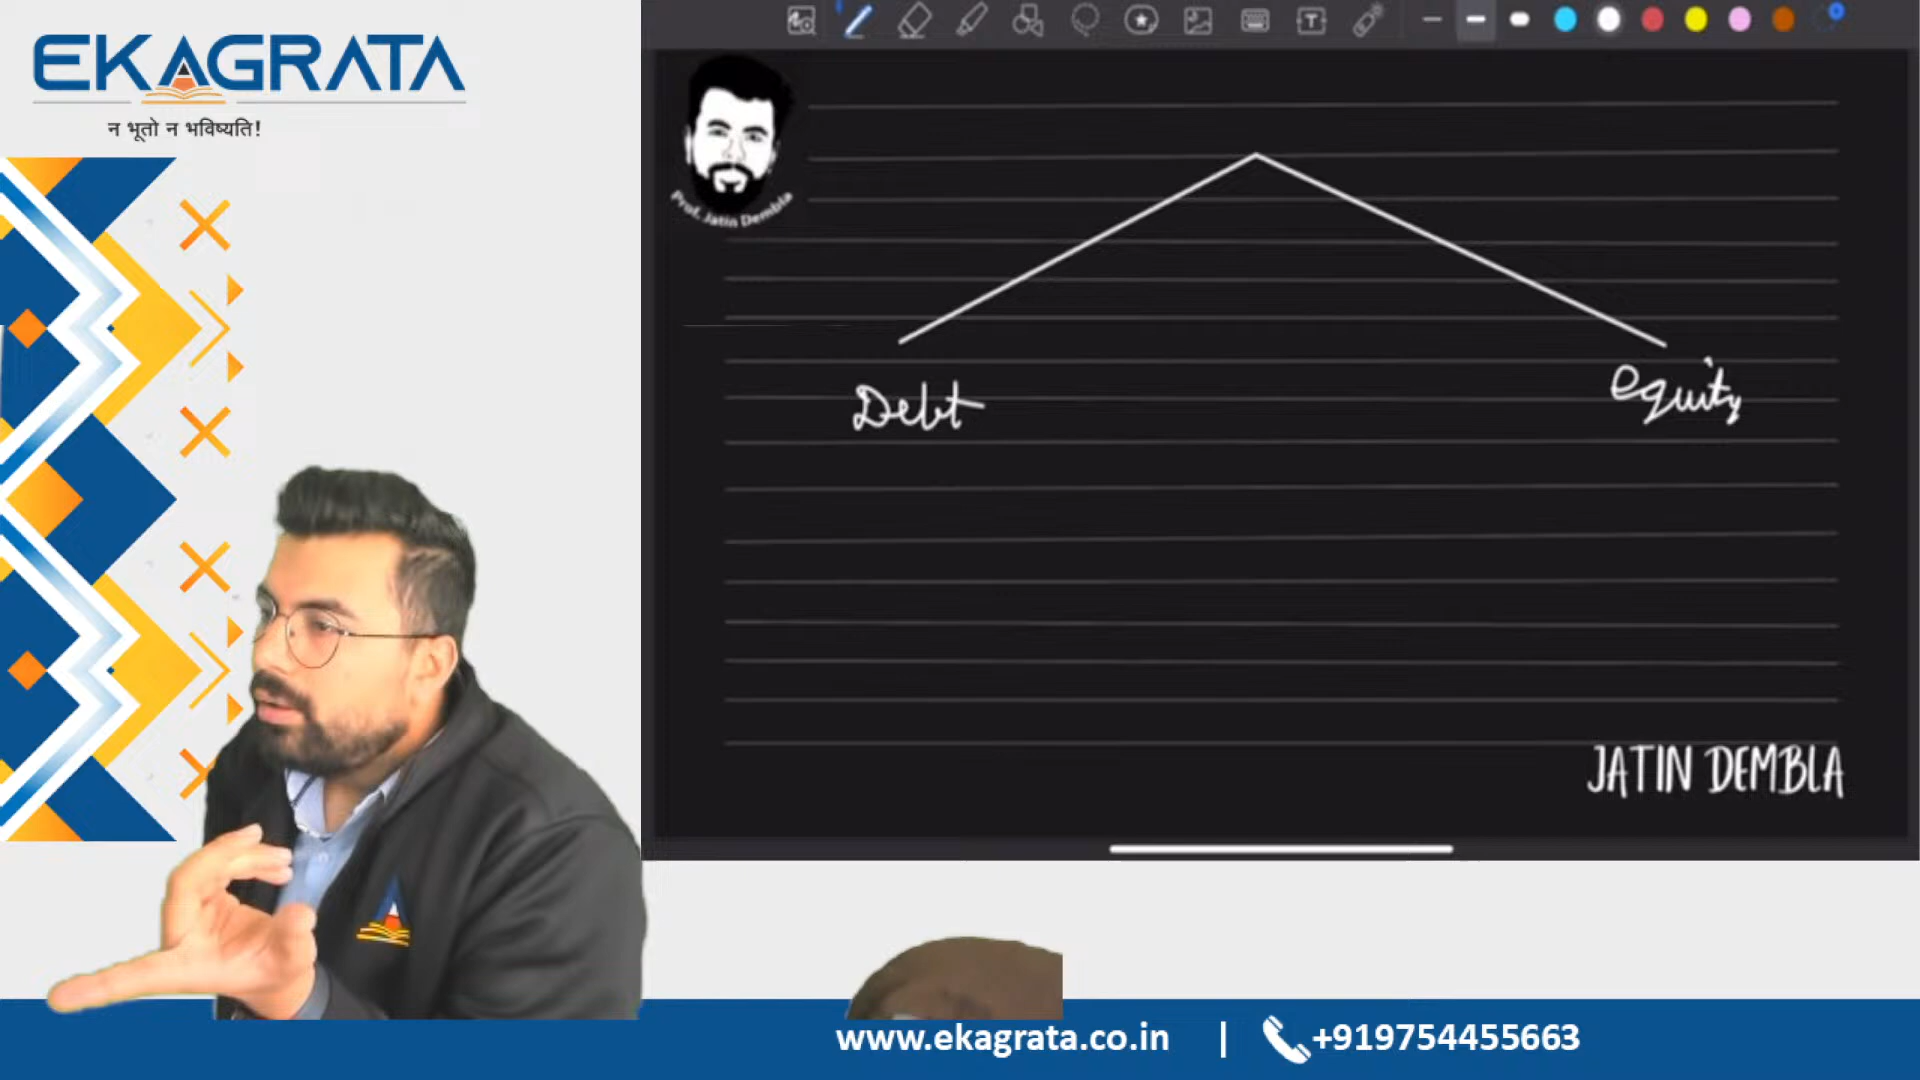 EKAGRATA
न भूतो न भविष्यति!
Prof. Jatin Dembla
Debt
equity
JATIN DEMBLA
www.ekagrata.co.in | +919754455663